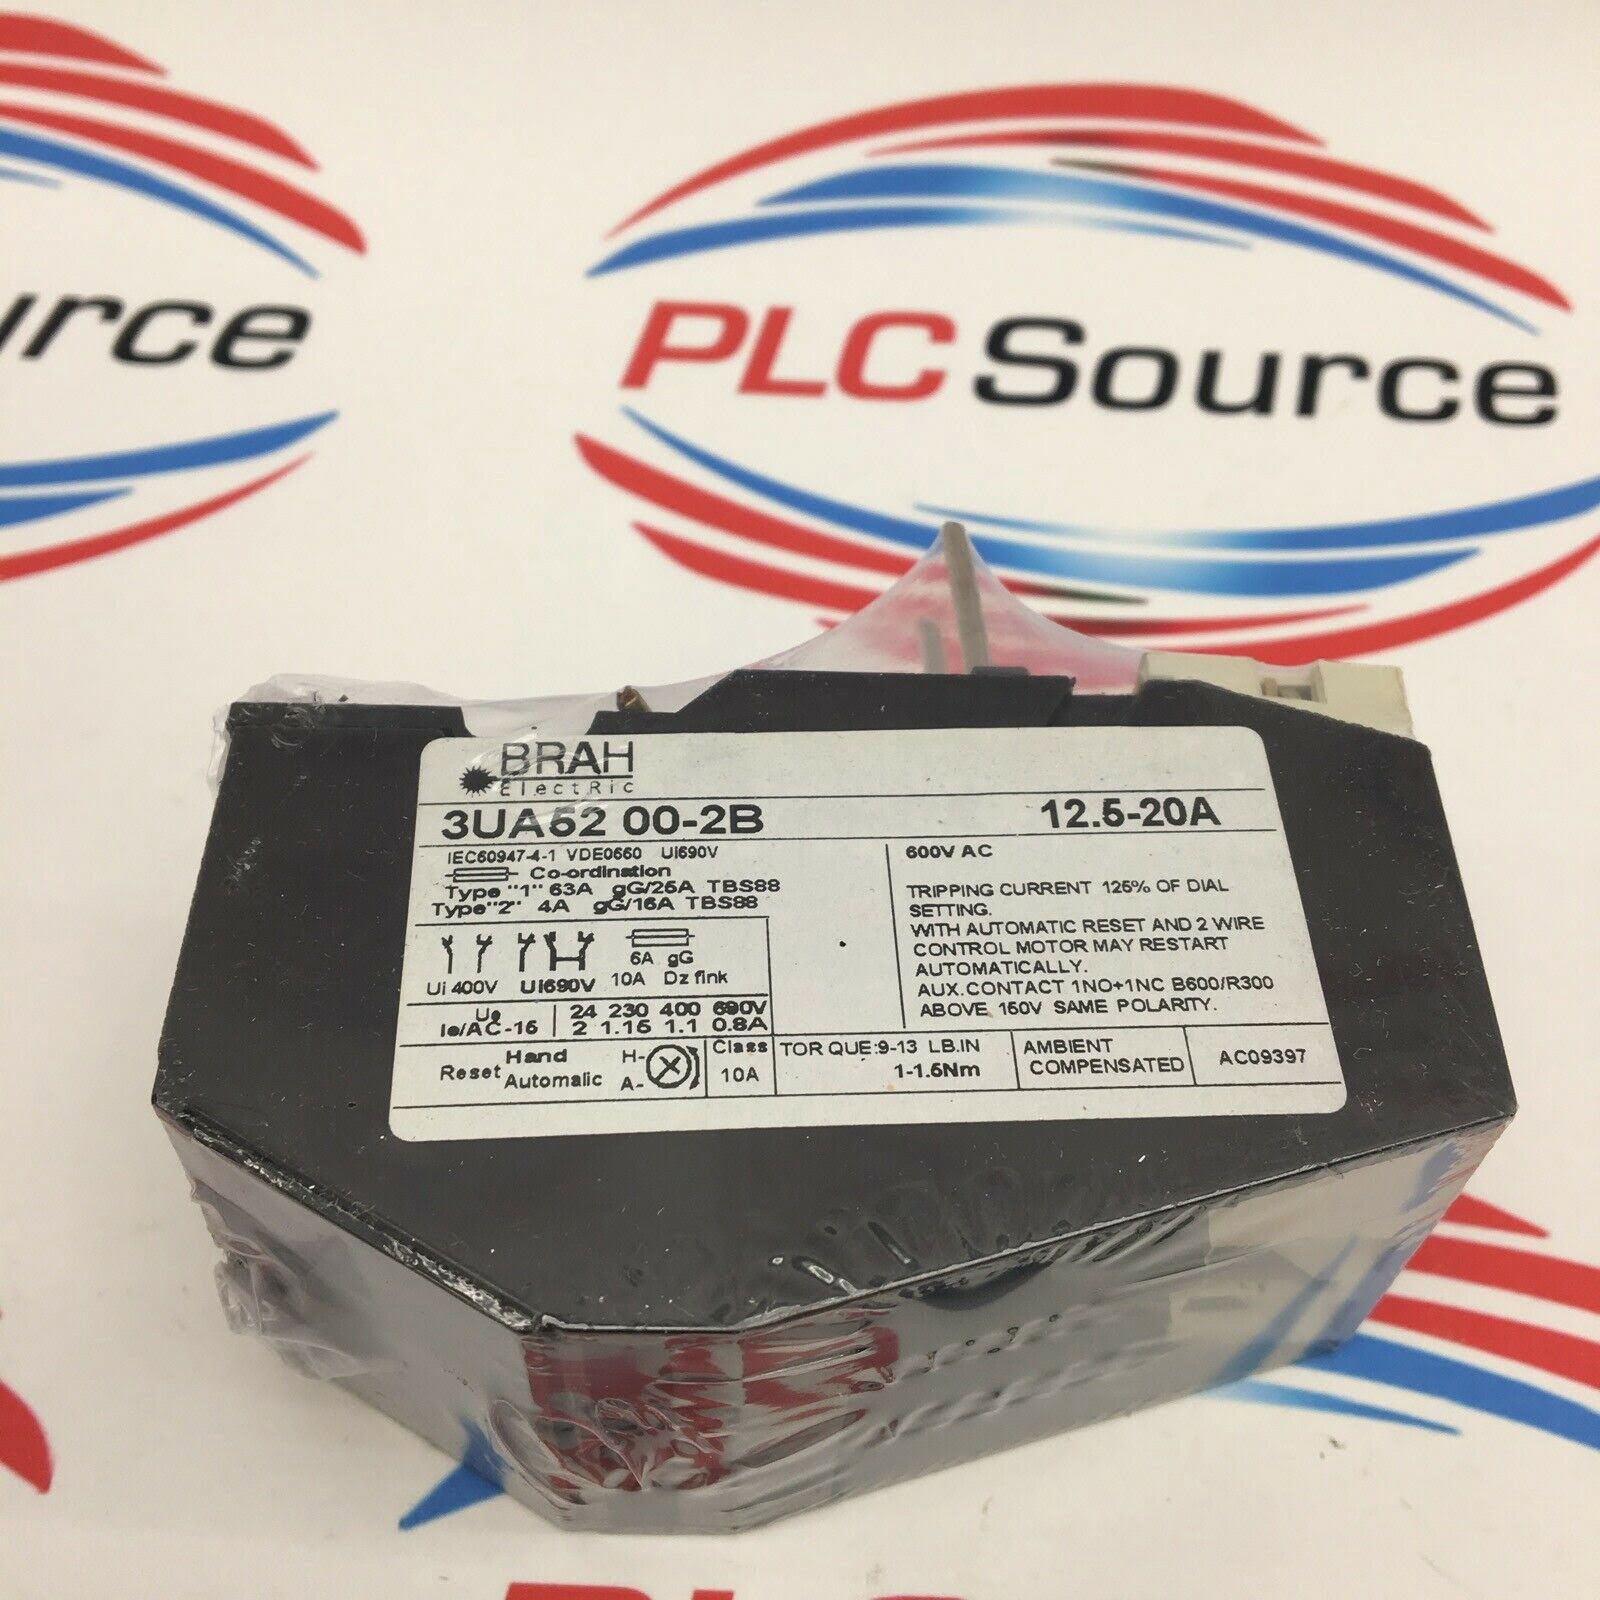 urce
PLC Source
BRAH
ElectRic
3UA52 00-2B 12.5-20A
IEC60947-4-1 VDE0660 Ui690V
Co-ordination
Type "1" 63A gG/25A TBS88
Type "2" 4A gG/16A TBS88
6A gG
Ui 400V Ui690V 10A Dz flnk
Ue 24 230 400 690V
Ie/AC-15 2 1.15 1.1 0.8A
600V AC
TRIPPING CURRENT 125% OF DIAL
SETTING.
WITH AUTOMATIC RESET AND 2 WIRE
CONTROL MOTOR MAY RESTART
AUTOMATICALLY.
AUX.CONTACT 1NO+1NC B600/R300
ABOVE 150V SAME POLARITY.
Reset Hand H-
Automalic A-
Class
10A
TOR QUE:9-13 LB.IN
1-1.5Nm
AMBIENT
COMPENSATED
AC09397
PLC Source